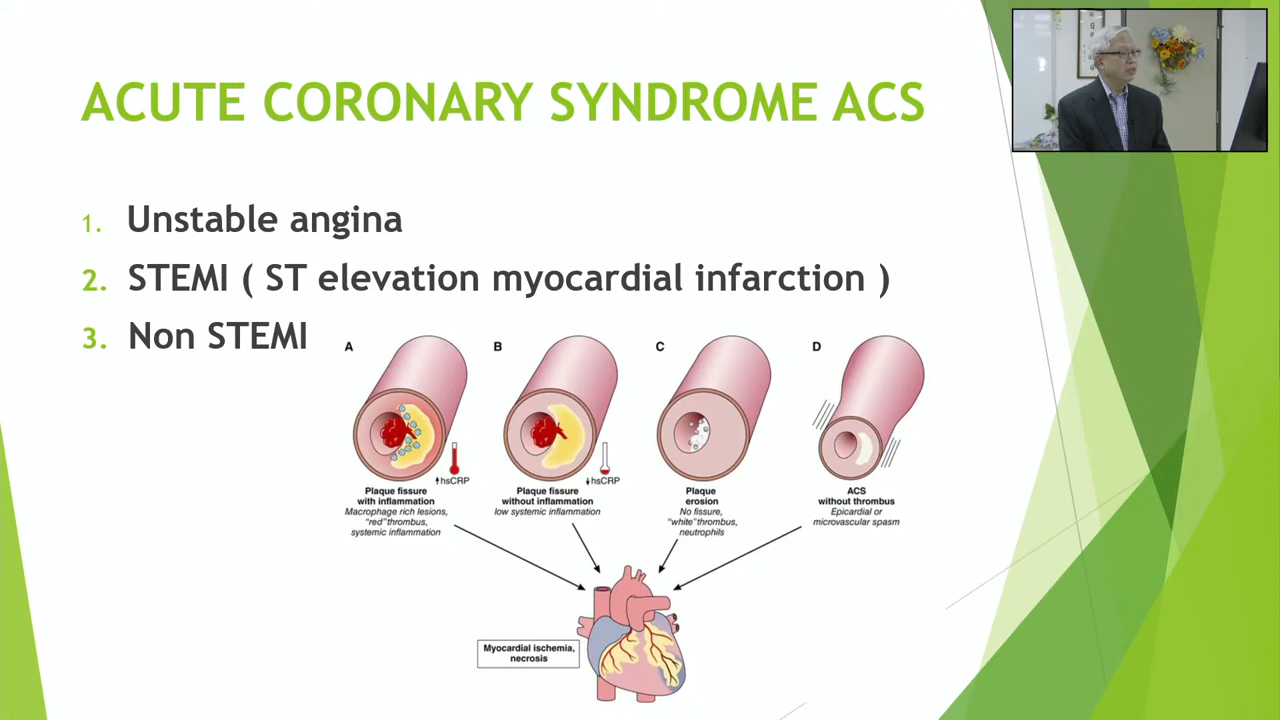 ACUTE CORONARY SYNDROME ACS
1. Unstable angina
2. STEMI ( ST elevation myocardial infarction )
3. Non STEMI
A
B
C
D
↑hsCRP
↓hsCRP
Plaque fissure
with inflammation
Macrophage rich lesions,
"red" thrombus,
systemic inflammation
Plaque fissure
without inflammation
low systemic inflammation
Plaque
erosion
No fissure,
"white" thrombus,
neutrophils
ACS
without thrombus
Epicardial or
microvascular spasm
Myocardial ischemia,
necrosis